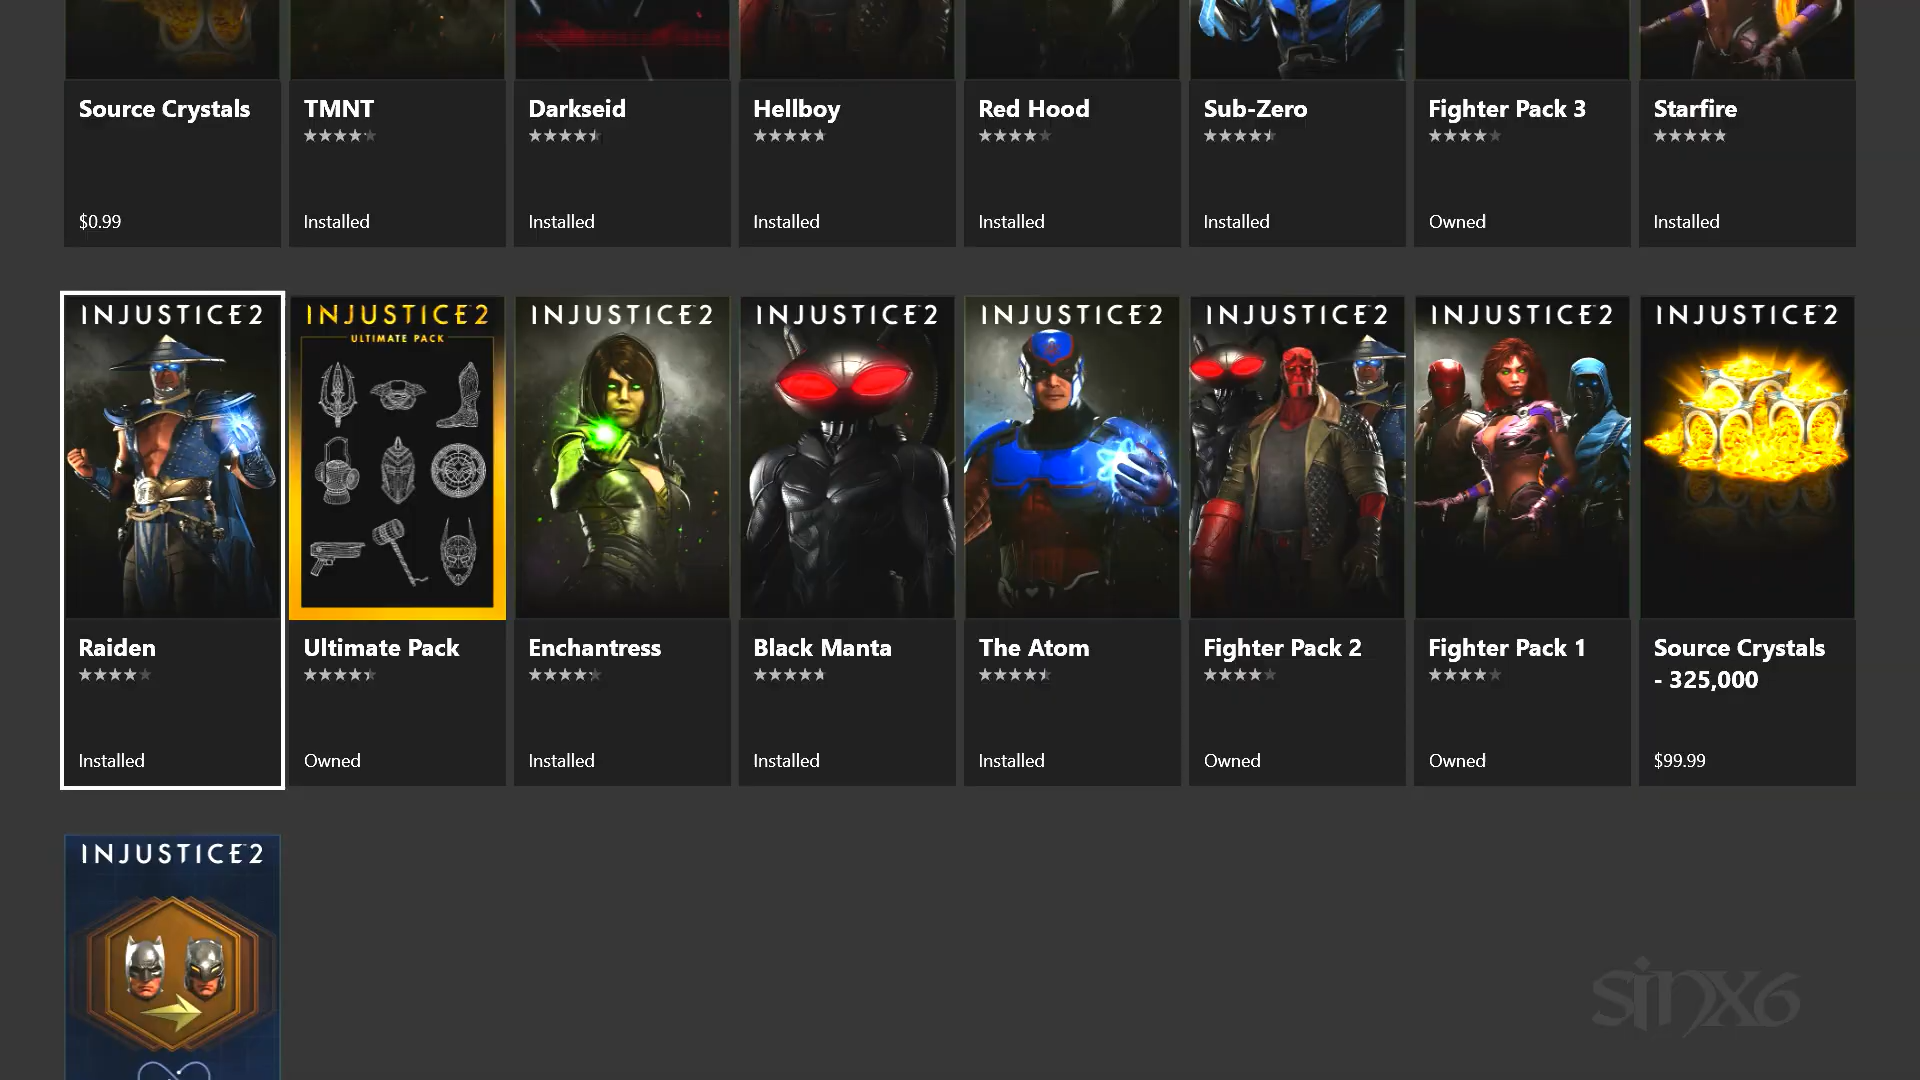 Source Crystals
$0.99
TMNT
Installed
Darkseid
Installed
Hellboy
Installed
Red Hood
Installed
Sub-Zero
Installed
Fighter Pack 3
Owned
Starfire
Installed
INJUSTICE 2
Raiden
Installed
INJUSTICE 2
ULTIMATE PACK
Ultimate Pack
Owned
INJUSTICE 2
Enchantress
Installed
INJUSTICE 2
Black Manta
Installed
INJUSTICE 2
The Atom
Installed
INJUSTICE 2
Fighter Pack 2
Owned
INJUSTICE 2
Fighter Pack 1
Owned
INJUSTICE 2
Source Crystals
- 325,000
$99.99
INJUSTICE 2
sinx6